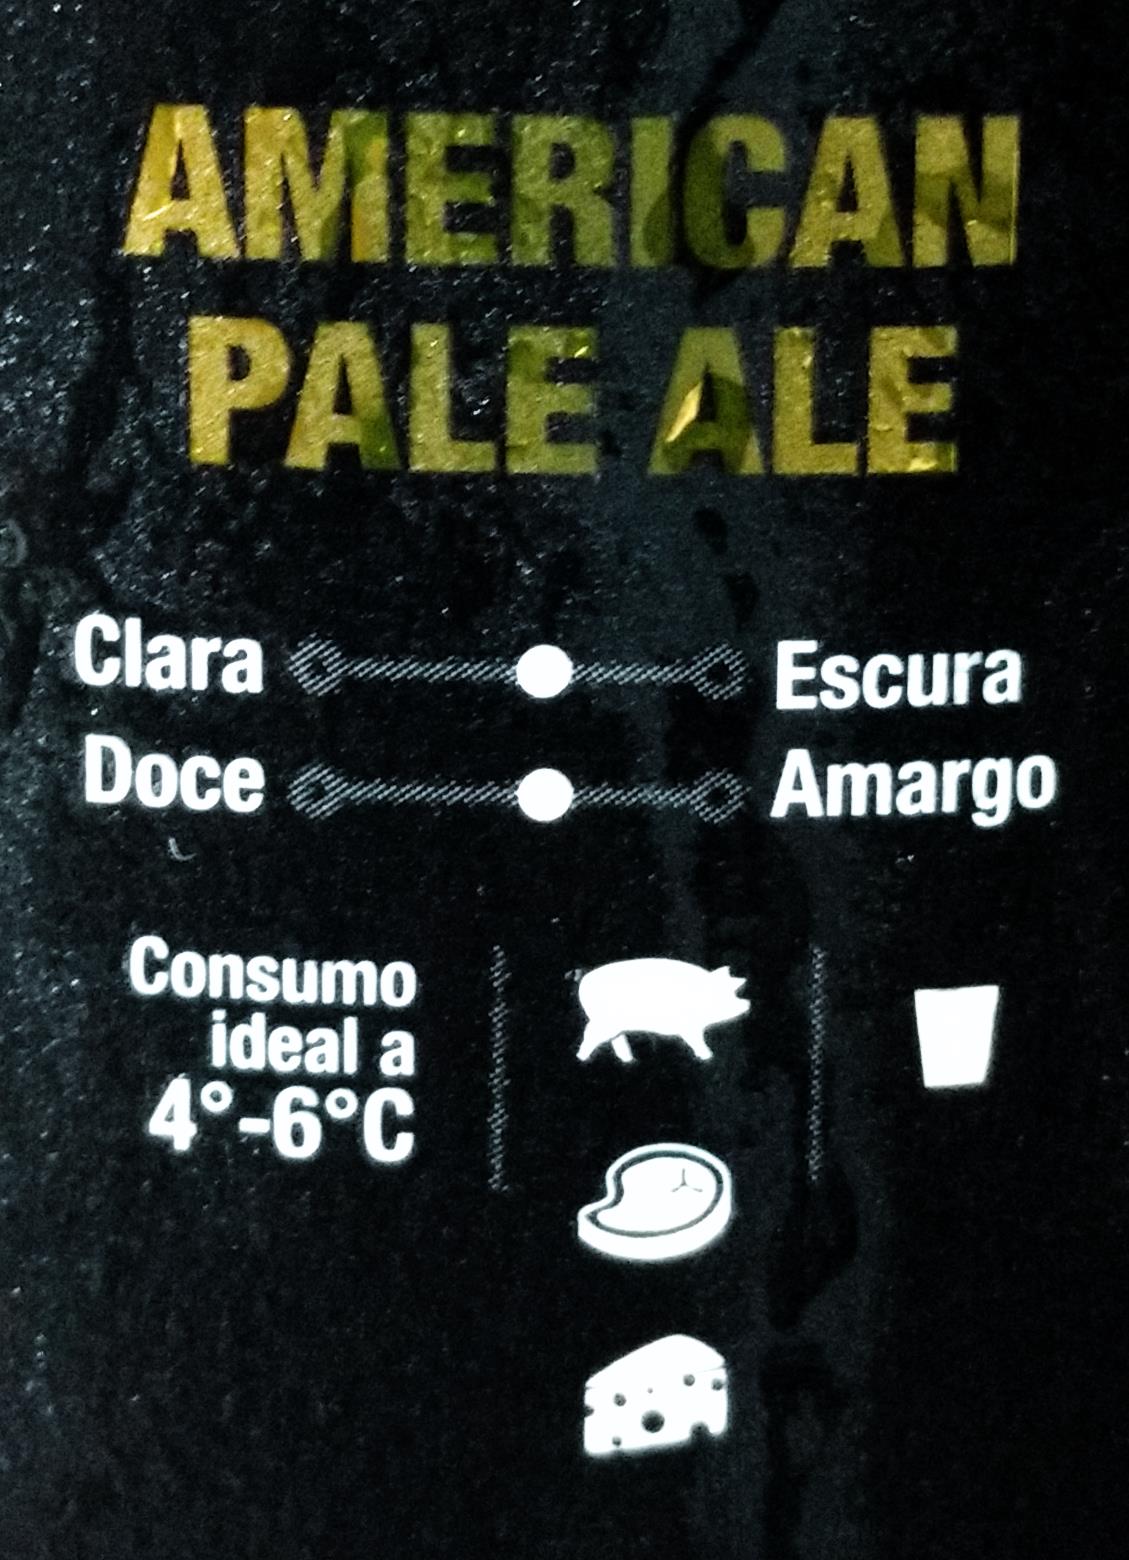 AMERICAN
PALE ALE
Clara Escura
Doce Amargo
Consumo
ideal a
4°-6°C